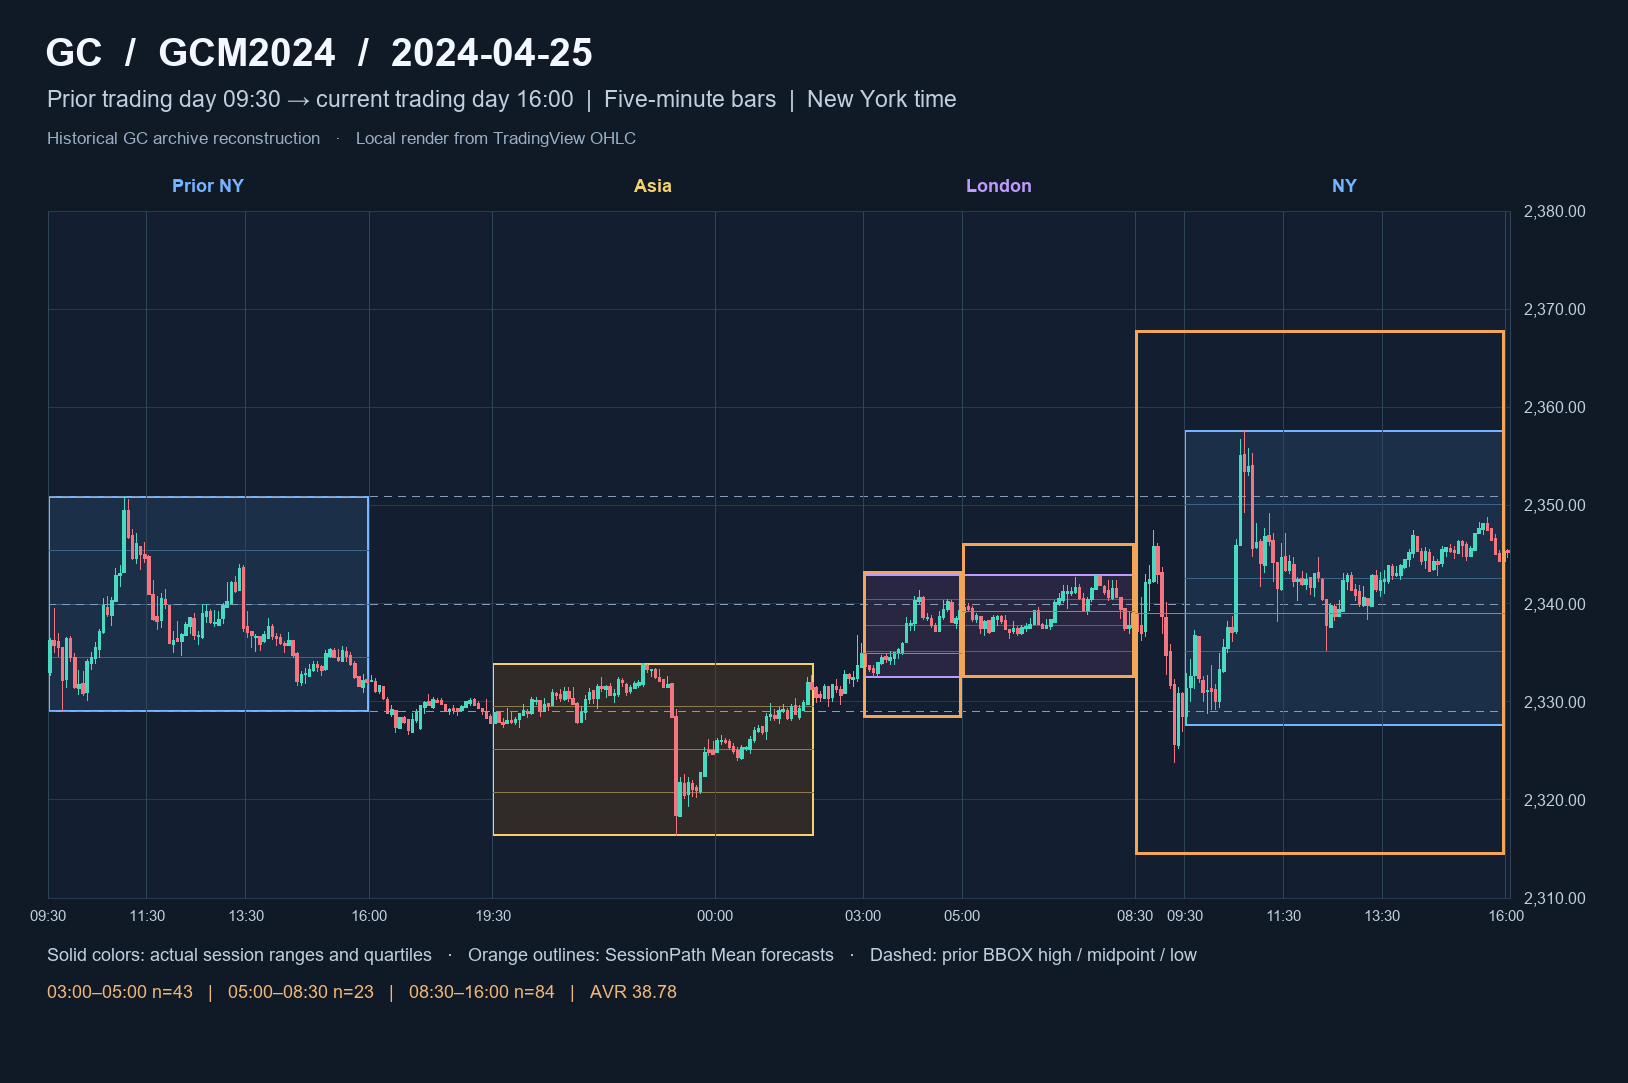 GC / GCM2024 / 2024-04-25
Prior trading day 09:30 → current trading day 16:00 | Five-minute bars | New York time
Historical GC archive reconstruction · Local render from TradingView OHLC
Prior NY Asia London NY
2,380.00
2,370.00
2,360.00
2,350.00
2,340.00
2,330.00
2,320.00
2,310.00
09:30 11:30 13:30 16:00 19:30 00:00 03:00 05:00 08:30 09:30 11:30 13:30 16:00
Solid colors: actual session ranges and quartiles · Orange outlines: SessionPath Mean forecasts · Dashed: prior BBOX high / midpoint / low
03:00–05:00 n=43 | 05:00–08:30 n=23 | 08:30–16:00 n=84 | AVR 38.78